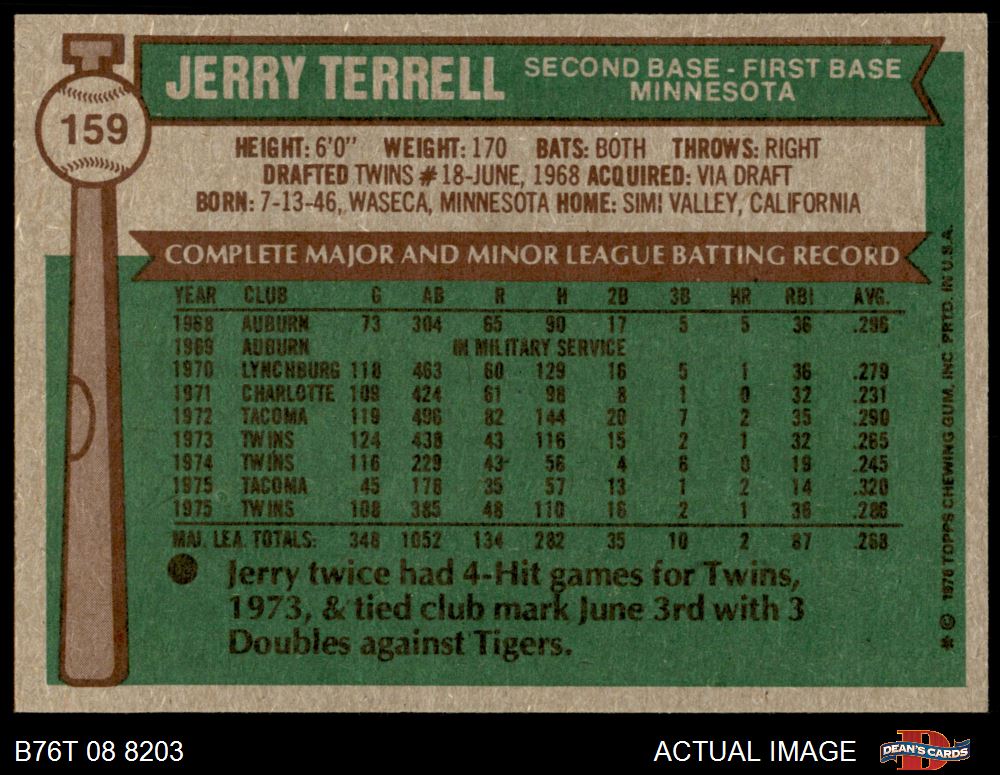 159
JERRY TERRELL
SECOND BASE - FIRST BASE
MINNESOTA
HEIGHT: 6'0" WEIGHT: 170 BATS: BOTH THROWS: RIGHT
DRAFTED TWINS #18-JUNE, 1968 ACQUIRED: VIA DRAFT
BORN: 7-13-46, WASECA, MINNESOTA HOME: SIMI VALLEY, CALIFORNIA
COMPLETE MAJOR AND MINOR LEAGUE BATTING RECORD
YEAR CLUB G AB R H 2B 3B HR RBI AVG.
1968 AUBURN 73 304 65 90 17 5 5 36 .296
1969 AUBURN IN MILITARY SERVICE
1970 LYNCHBURG 118 463 60 129 16 5 1 36 .279
1971 CHARLOTTE 109 424 61 98 8 1 0 32 .231
1972 TACOMA 119 496 82 144 20 7 2 35 .290
1973 TWINS 124 438 43 116 15 2 1 32 .265
1974 TWINS 116 229 43 56 4 6 0 19 .245
1975 TACOMA 45 178 35 57 13 1 2 14 .320
1975 TWINS 108 385 48 110 16 2 1 36 .286
MAJ. LEA. TOTALS: 348 1052 134 282 35 10 2 87 .268
Jerry twice had 4-Hit games for Twins,
1973, & tied club mark June 3rd with 3
Doubles against Tigers.
* © 1976 TOPPS CHEWING GUM, INC. PRTD. IN U.S.A.
B76T 08 8203
ACTUAL IMAGE
D
DEAN'S CARDS